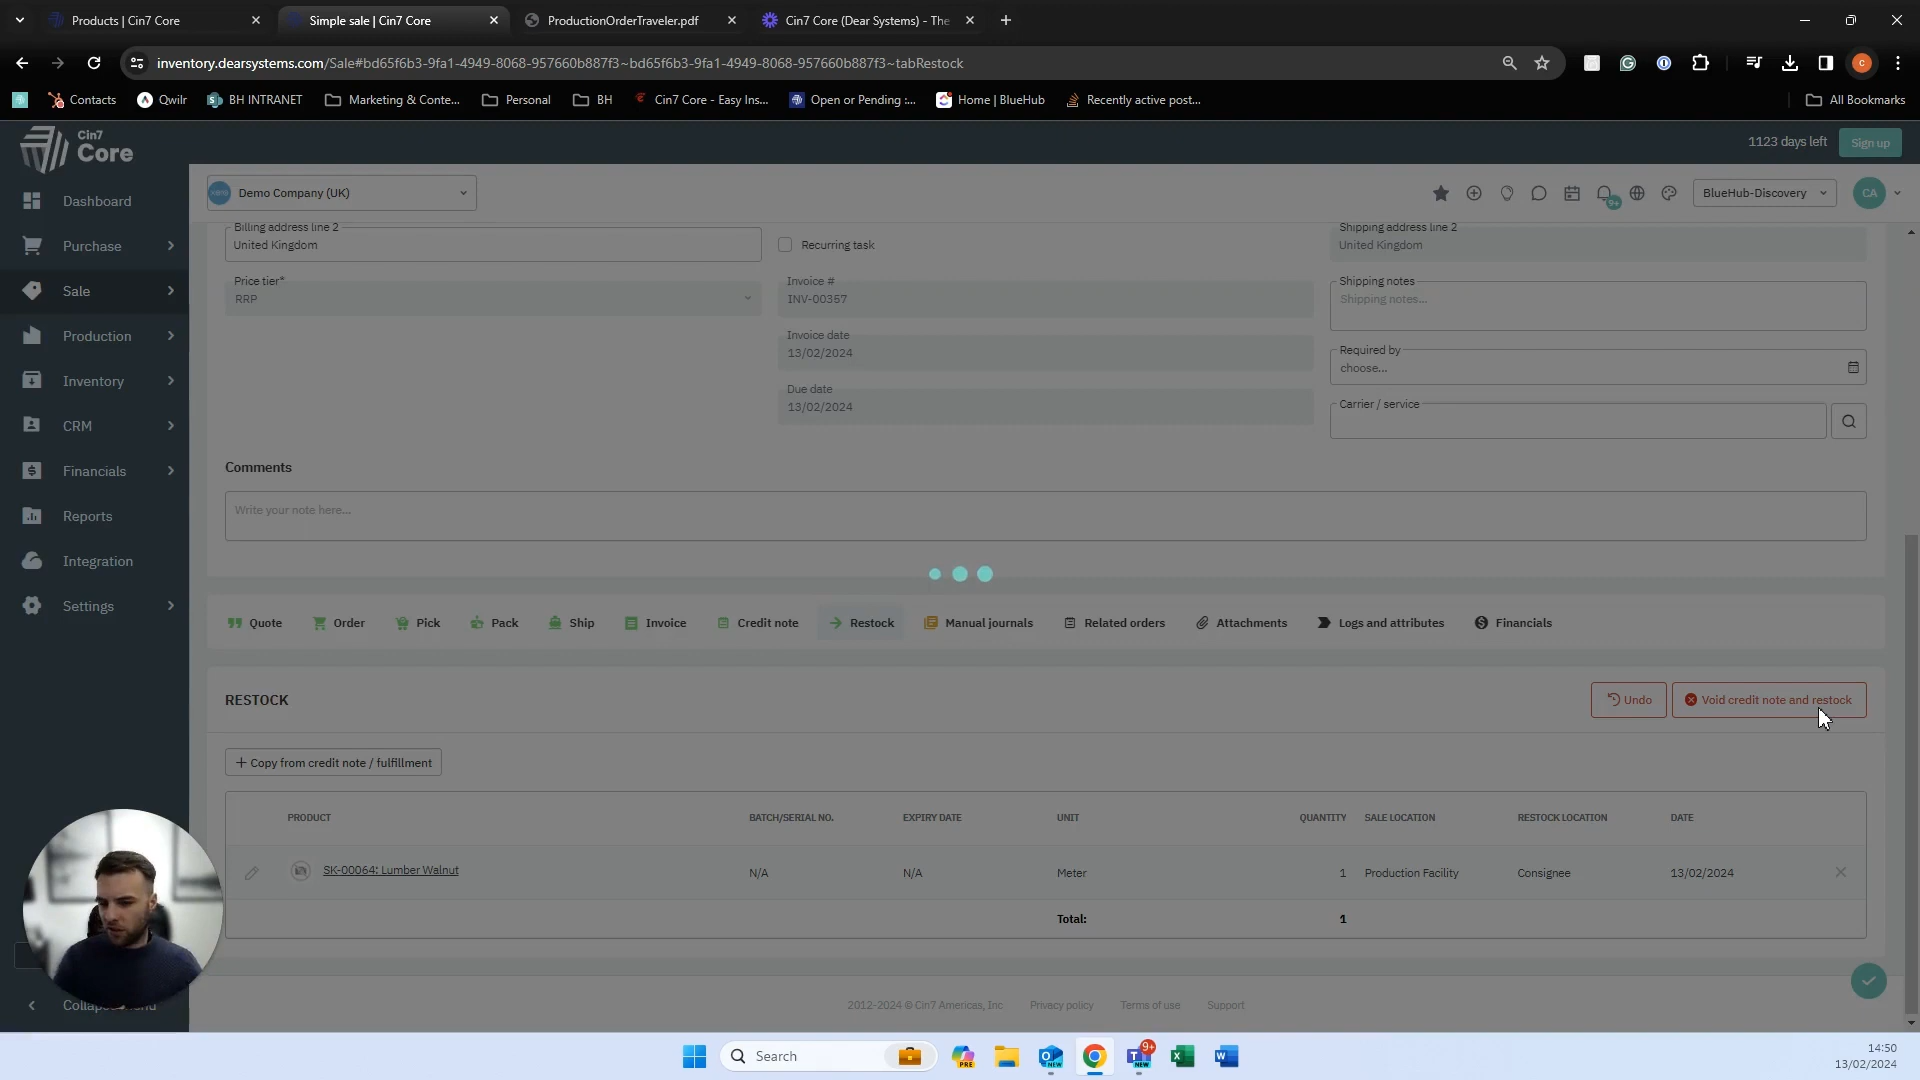 Products | Cin7 Core
Simple sale | Cin7 Core
ProductionOrderTraveler.pdf
Cin7 Core (Dear Systems) - The
inventory.dearsystems.com/Sale#bd65f6b3-9fa1-4949-8068-957660b887f3~bd65f6b3-9fa1-4949-8068-957660b887f3~tabRestock
C
Contacts
Qwilr
BH INTRANET
Marketing & Conte...
Personal
BH
Cin7 Core - Easy Ins...
Open or Pending :...
Home | BlueHub
Recently active post...
All Bookmarks
Cin7
Core
1123 days left
Sign up
Dashboard
Purchase
Sale
Production
Inventory
CRM
Financials
Reports
Integration
Settings
xero
Demo Company (UK)
9+
BlueHub-Discovery
CA
Billing address line 2
United Kingdom
Recurring task
Shipping address line 2
United Kingdom
Price tier*
RRP
Invoice #
INV-00357
Shipping notes
Shipping notes...
Invoice date
13/02/2024
Required by
choose...
Due date
13/02/2024
Carrier / service
Comments
Write your note here...
Quote
Order
Pick
Pack
Ship
Invoice
Credit note
Restock
Manual journals
Related orders
Attachments
Logs and attributes
Financials
RESTOCK
Undo
Void credit note and restock
+ Copy from credit note / fulfillment
PRODUCT
BATCH/SERIAL NO.
EXPIRY DATE
UNIT
QUANTITY
SALE LOCATION
RESTOCK LOCATION
DATE
SK-00064: Lumber Walnut
N/A
N/A
Meter
1
Production Facility
Consignee
13/02/2024
Total:
1
2012-2024 © Cin7 Americas, Inc
Privacy policy
Terms of use
Support
Search
PRE
NEW
9+
NEW
14:50
13/02/2024